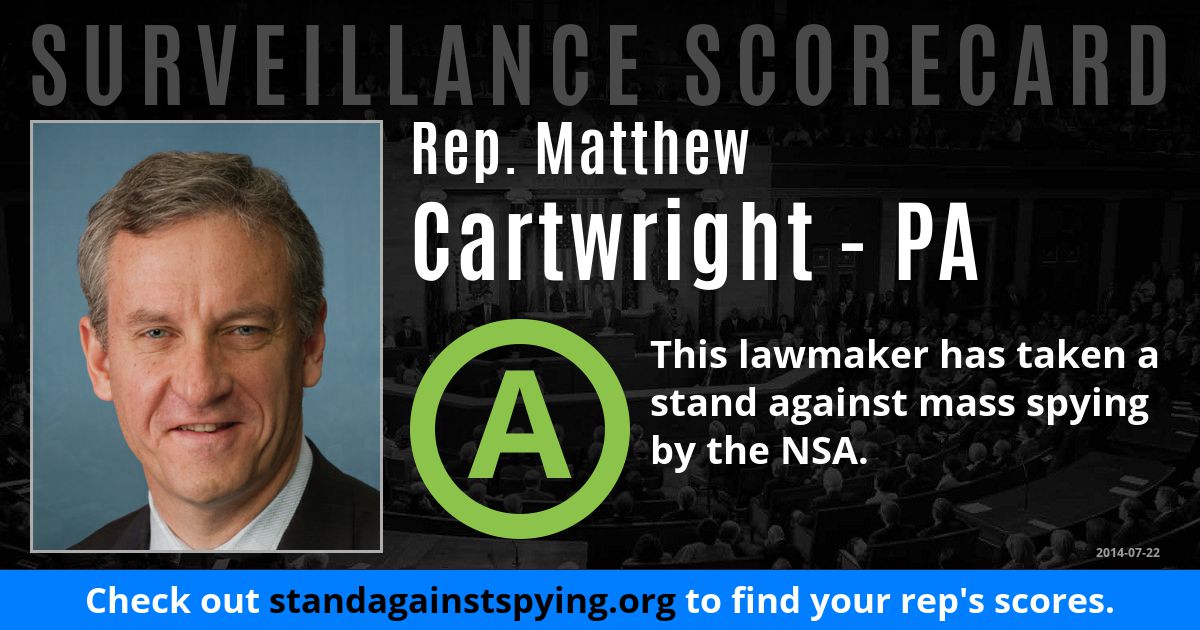 SURVEILLANCE SCORECARD
Rep. Matthew
Cartwright - PA
A
This lawmaker has taken a
stand against mass spying
by the NSA.
2014-07-22
Check out standagainstspying.org to find your rep's scores.